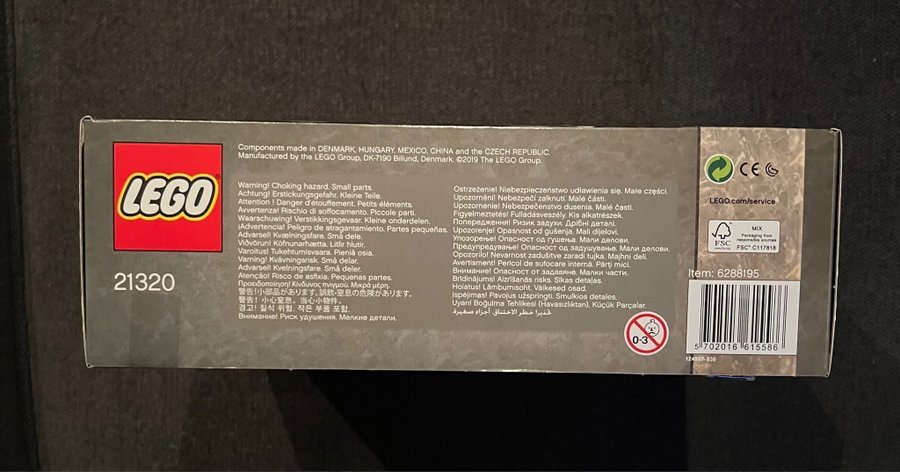 LEGO®
21320
Components made in DENMARK, HUNGARY, MEXICO, CHINA and the CZECH REPUBLIC.
Manufactured by the LEGO Group, DK-7190 Billund, Denmark. ©2019 The LEGO Group.
Warning! Choking hazard. Small parts.
Achtung! Erstickungsgefahr. Kleine Teile.
Attention ! Danger d'étouffement. Petits éléments.
Avvertenza! Rischio di soffocamento. Piccole parti.
Waarschuwing! Verstikkingsgevaar. Kleine onderdelen.
¡Advertencia! Peligro de atragantamiento. Partes pequeñas.
Advarsel! Kvælningsfare. Små dele.
Viðvörun! Köfnunarhætta. Litlir hlutir.
Varoitus! Tukehtumisvaara. Pieniä osia.
Varning! Kvävningsrisk. Små delar.
Advarsel! Kvelningsfare. Små deler.
Atenção! Risco de asfixia. Pequenas partes.
Προειδοποίηση! Κίνδυνος πνιγμού. Μικρά μέρη.
警告! 小部品があります。誤飲・窒息の危険があります。
警告! 小心窒息。当心小物件。
경고! 질식 위험. 작은 부품 포함.
Внимание! Риск удушения. Мелкие детали.
Ostrzeżenie! Niebezpieczeństwo udławienia się. Małe części.
Upozornění! Nebezpečí zalknutí. Malé části.
Upozornenie! Nebezpečenstvo dusenia. Malé časti.
Figyelmeztetés! Fulladásveszély. Kis alkatrészek.
Попередження! Ризик задухи. Дрібні деталі.
Upozorenje! Opasnost od gušenja. Mali dijelovi.
Упозорење! Опасност од гушења. Мали делови.
Предупредување! Опасност од задушување. Мали делови.
Opozorilo! Nevarnost zadušitve zaradi tujka. Majhni deli.
Avertisment! Pericol de sufocare internă. Părţi mici.
Внимание! Опасност от задавяне. Малки части.
Brīdinājums! Aizrīšanās risks. Sīkas detaļas.
Hoiatus! Lämbumisoht. Väikesed osad.
Įspėjimas! Pavojus užspringti. Smulkios detalės.
Uyarı! Boğulma Tehlikesi (Havasızlıktan). Küçük Parçalar.
تحذير! خطر الاختناق. أجزاء صغيرة.
0-3
CE
LEGO.com/service
FSC
www.fsc.org
MIX
Packaging from
responsible sources
FSC® C117818
Item: 6288195
5 702016 615586